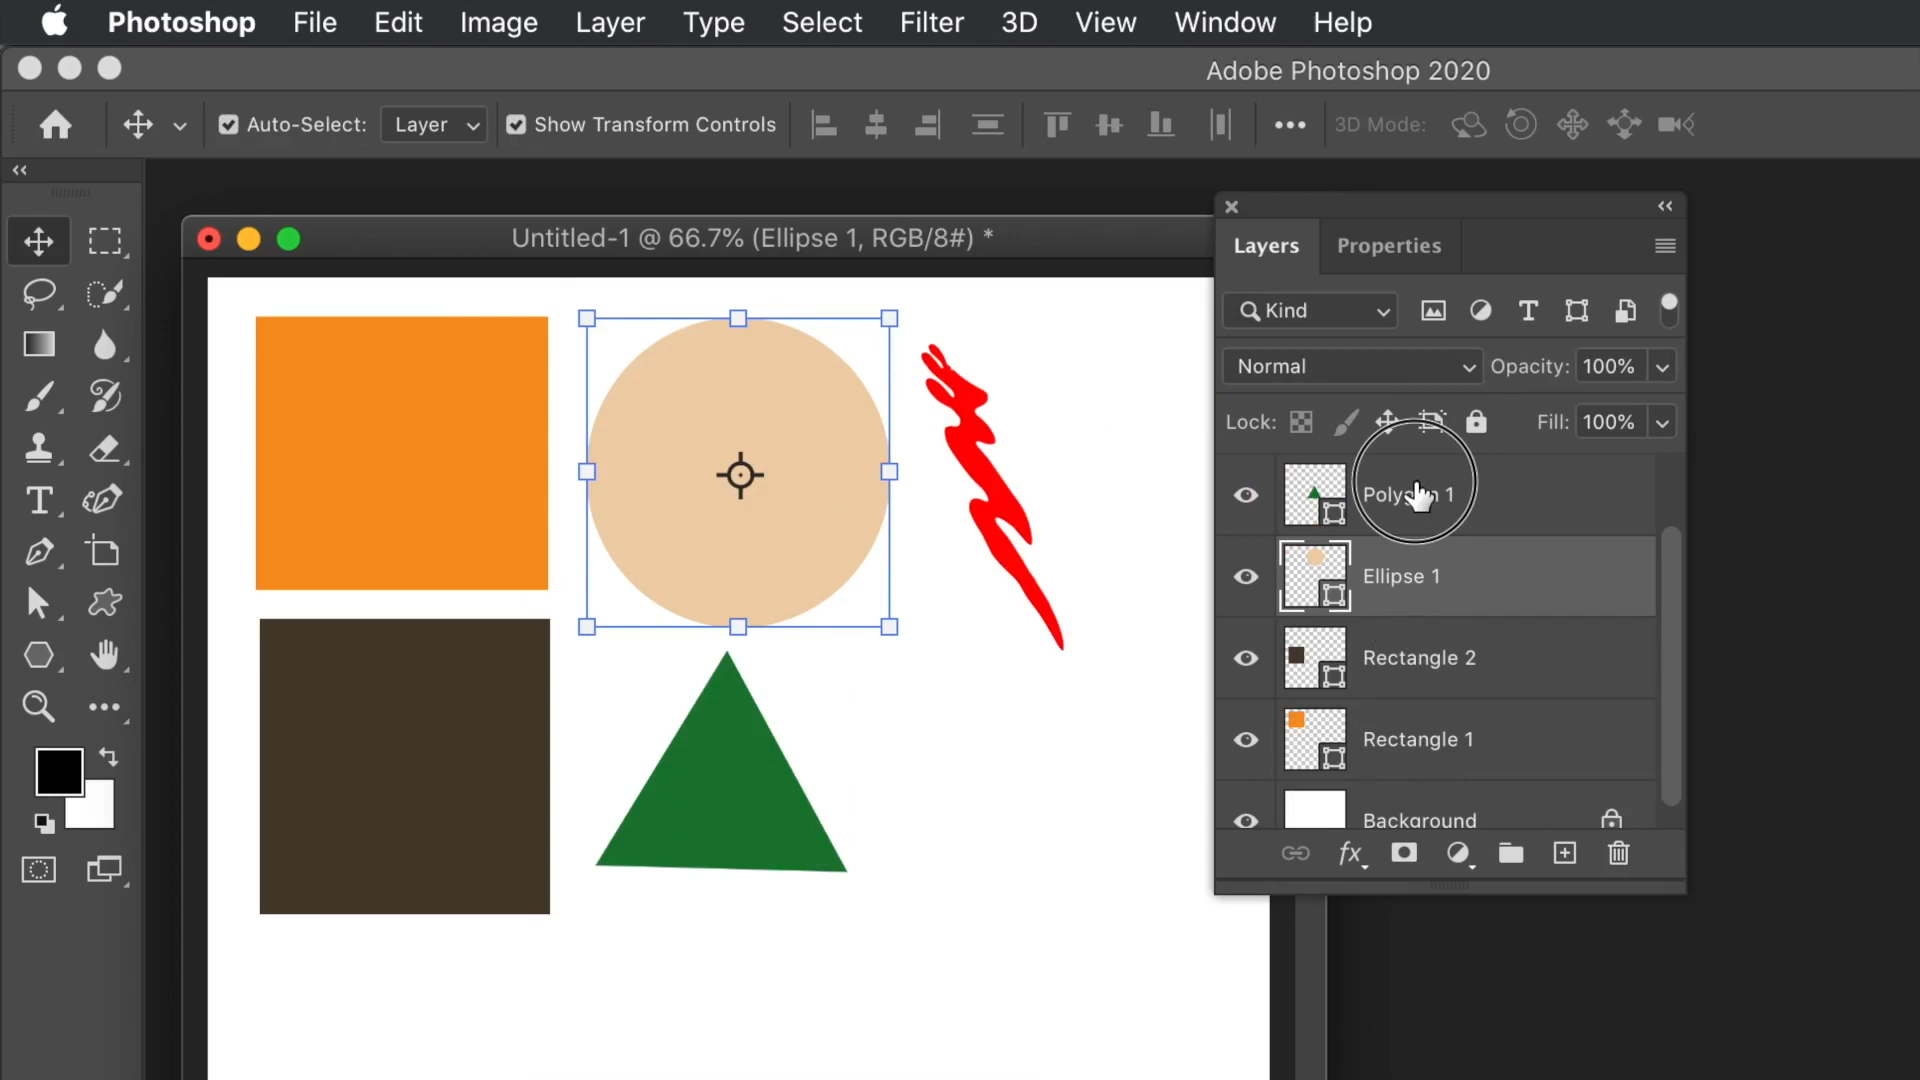 Photoshop File Edit Image Layer Type Select Filter 3D View Window Help
Adobe Photoshop 2020
Auto-Select: Layer Show Transform Controls 3D Mode:
Untitled-1 @ 66.7% (Ellipse 1, RGB/8#) *
Layers Properties
Kind
Normal Opacity: 100%
Lock: Fill: 100%
Polygon 1
Ellipse 1
Rectangle 2
Rectangle 1
Background
fx